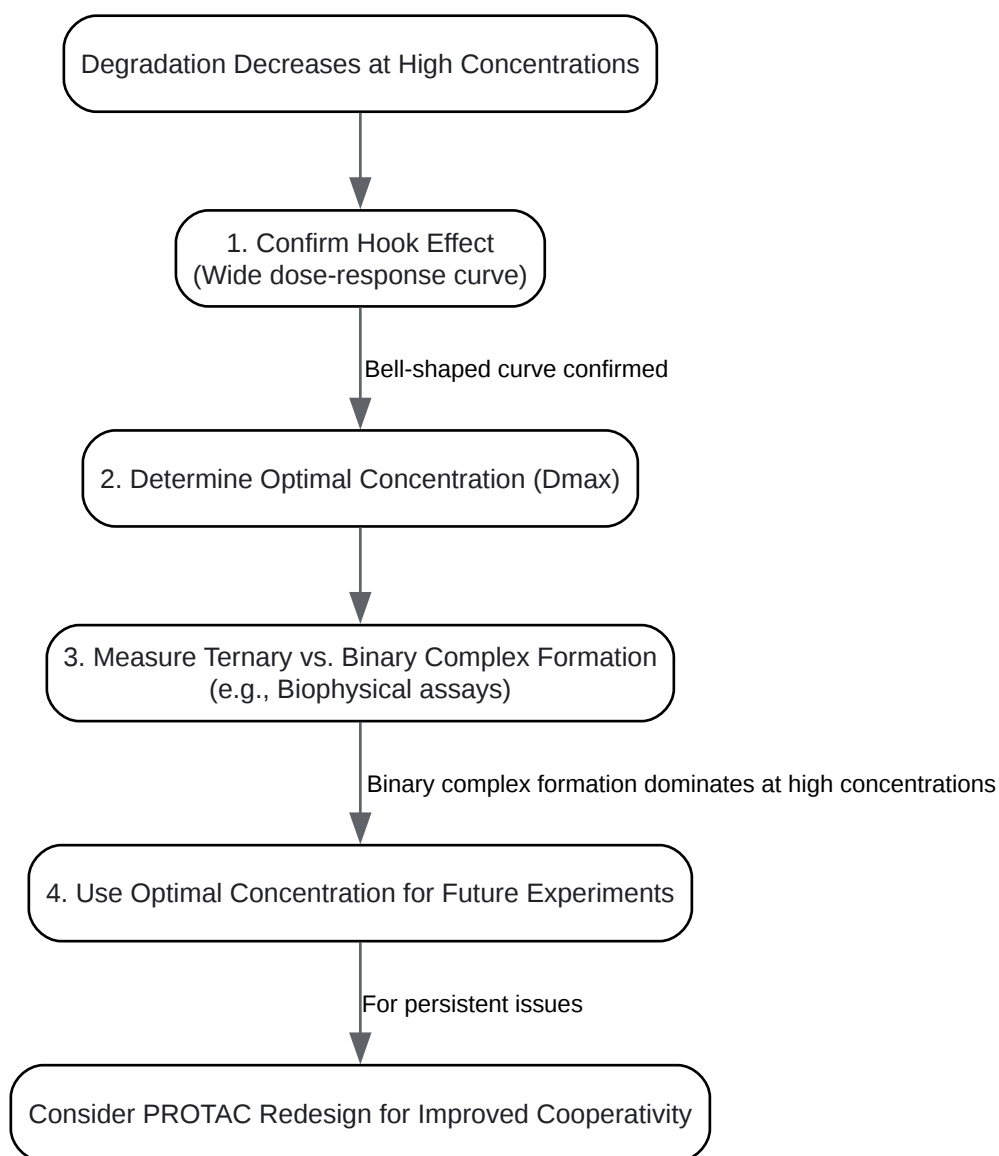 Degradation Decreases at High Concentrations
1. Confirm Hook Effect
(Wide dose-response curve)
Bell-shaped curve confirmed
2. Determine Optimal Concentration (Dmax)
3. Measure Ternary vs. Binary Complex Formation
(e.g., Biophysical assays)
Binary complex formation dominates at high concentrations
4. Use Optimal Concentration for Future Experiments
For persistent issues
Consider PROTAC Redesign for Improved Cooperativity